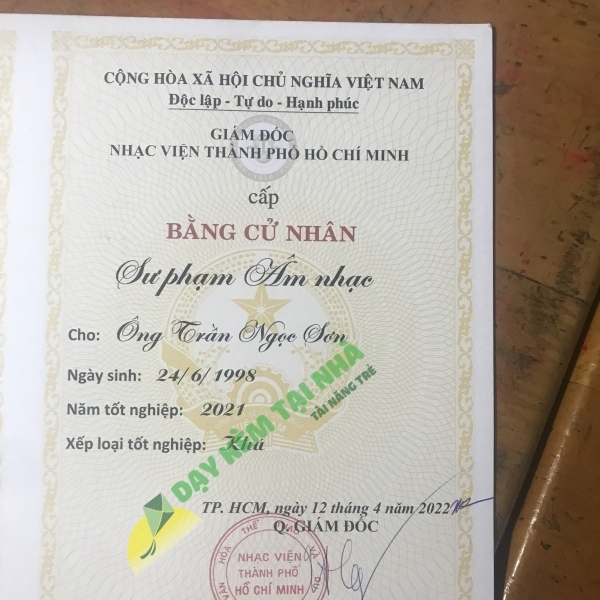 CỘNG HÒA XÃ HỘI CHỦ NGHĨA VIỆT NAM
Độc lập - Tự do - Hạnh phúc
GIÁM ĐỐC
NHẠC VIỆN THÀNH PHỐ HỒ CHÍ MINH
cấp
BẰNG CỬ NHÂN
Sư phạm Âm nhạc
Cho: Ông Trần Ngọc Sơn
Ngày sinh: 24/6/1998
Năm tốt nghiệp: 2021
Xếp loại tốt nghiệp: Khá
DẠY KÈM TẠI NHÀ
TÀI NĂNG TRẺ
TP. HCM, ngày 12 tháng 4 năm 2022
Q. GIÁM ĐỐC
VĂN HÓA THỂ
NHẠC VIỆN
THÀNH PHỐ
HỒ CHÍ MINH